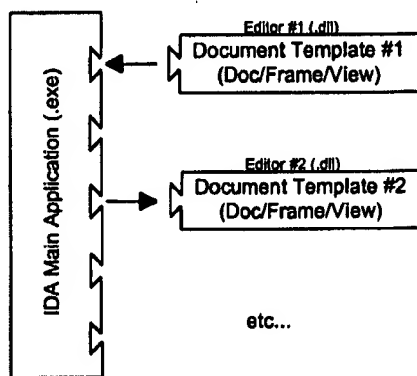 IDA Main Application (.exe)
Editor #1 (.dll)
Document Template #1
(Doc/Frame/View)
Editor #2 (.dll)
Document Template #2
(Doc/Frame/View)
etc...